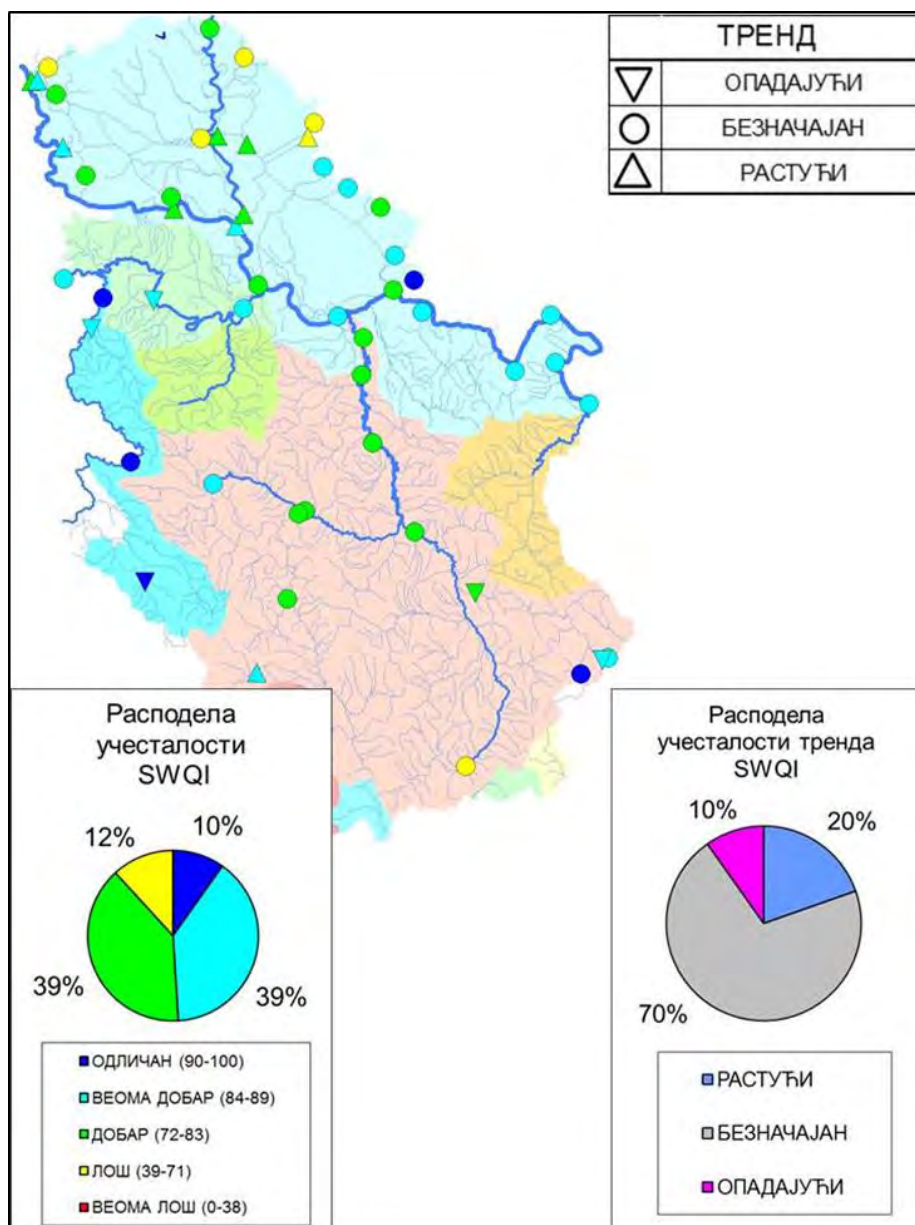 ТРЕНД
ОПАДАЈУЋИ
БЕЗНАЧАЈАН
РАСТУЋИ
Расподела
учесталости
SWQI
12%
10%
39%
39%
ОДЛИЧАН (90-100)
ВЕОМА ДОБАР (84-89)
ДОБАР (72-83)
ЛОШ (39-71)
ВЕОМА ЛОШ (0-38)
Расподела
учесталости тренда
SWQI
10%
20%
70%
РАСТУЋИ
БЕЗНАЧАЈАН
ОПАДАЈУЋИ